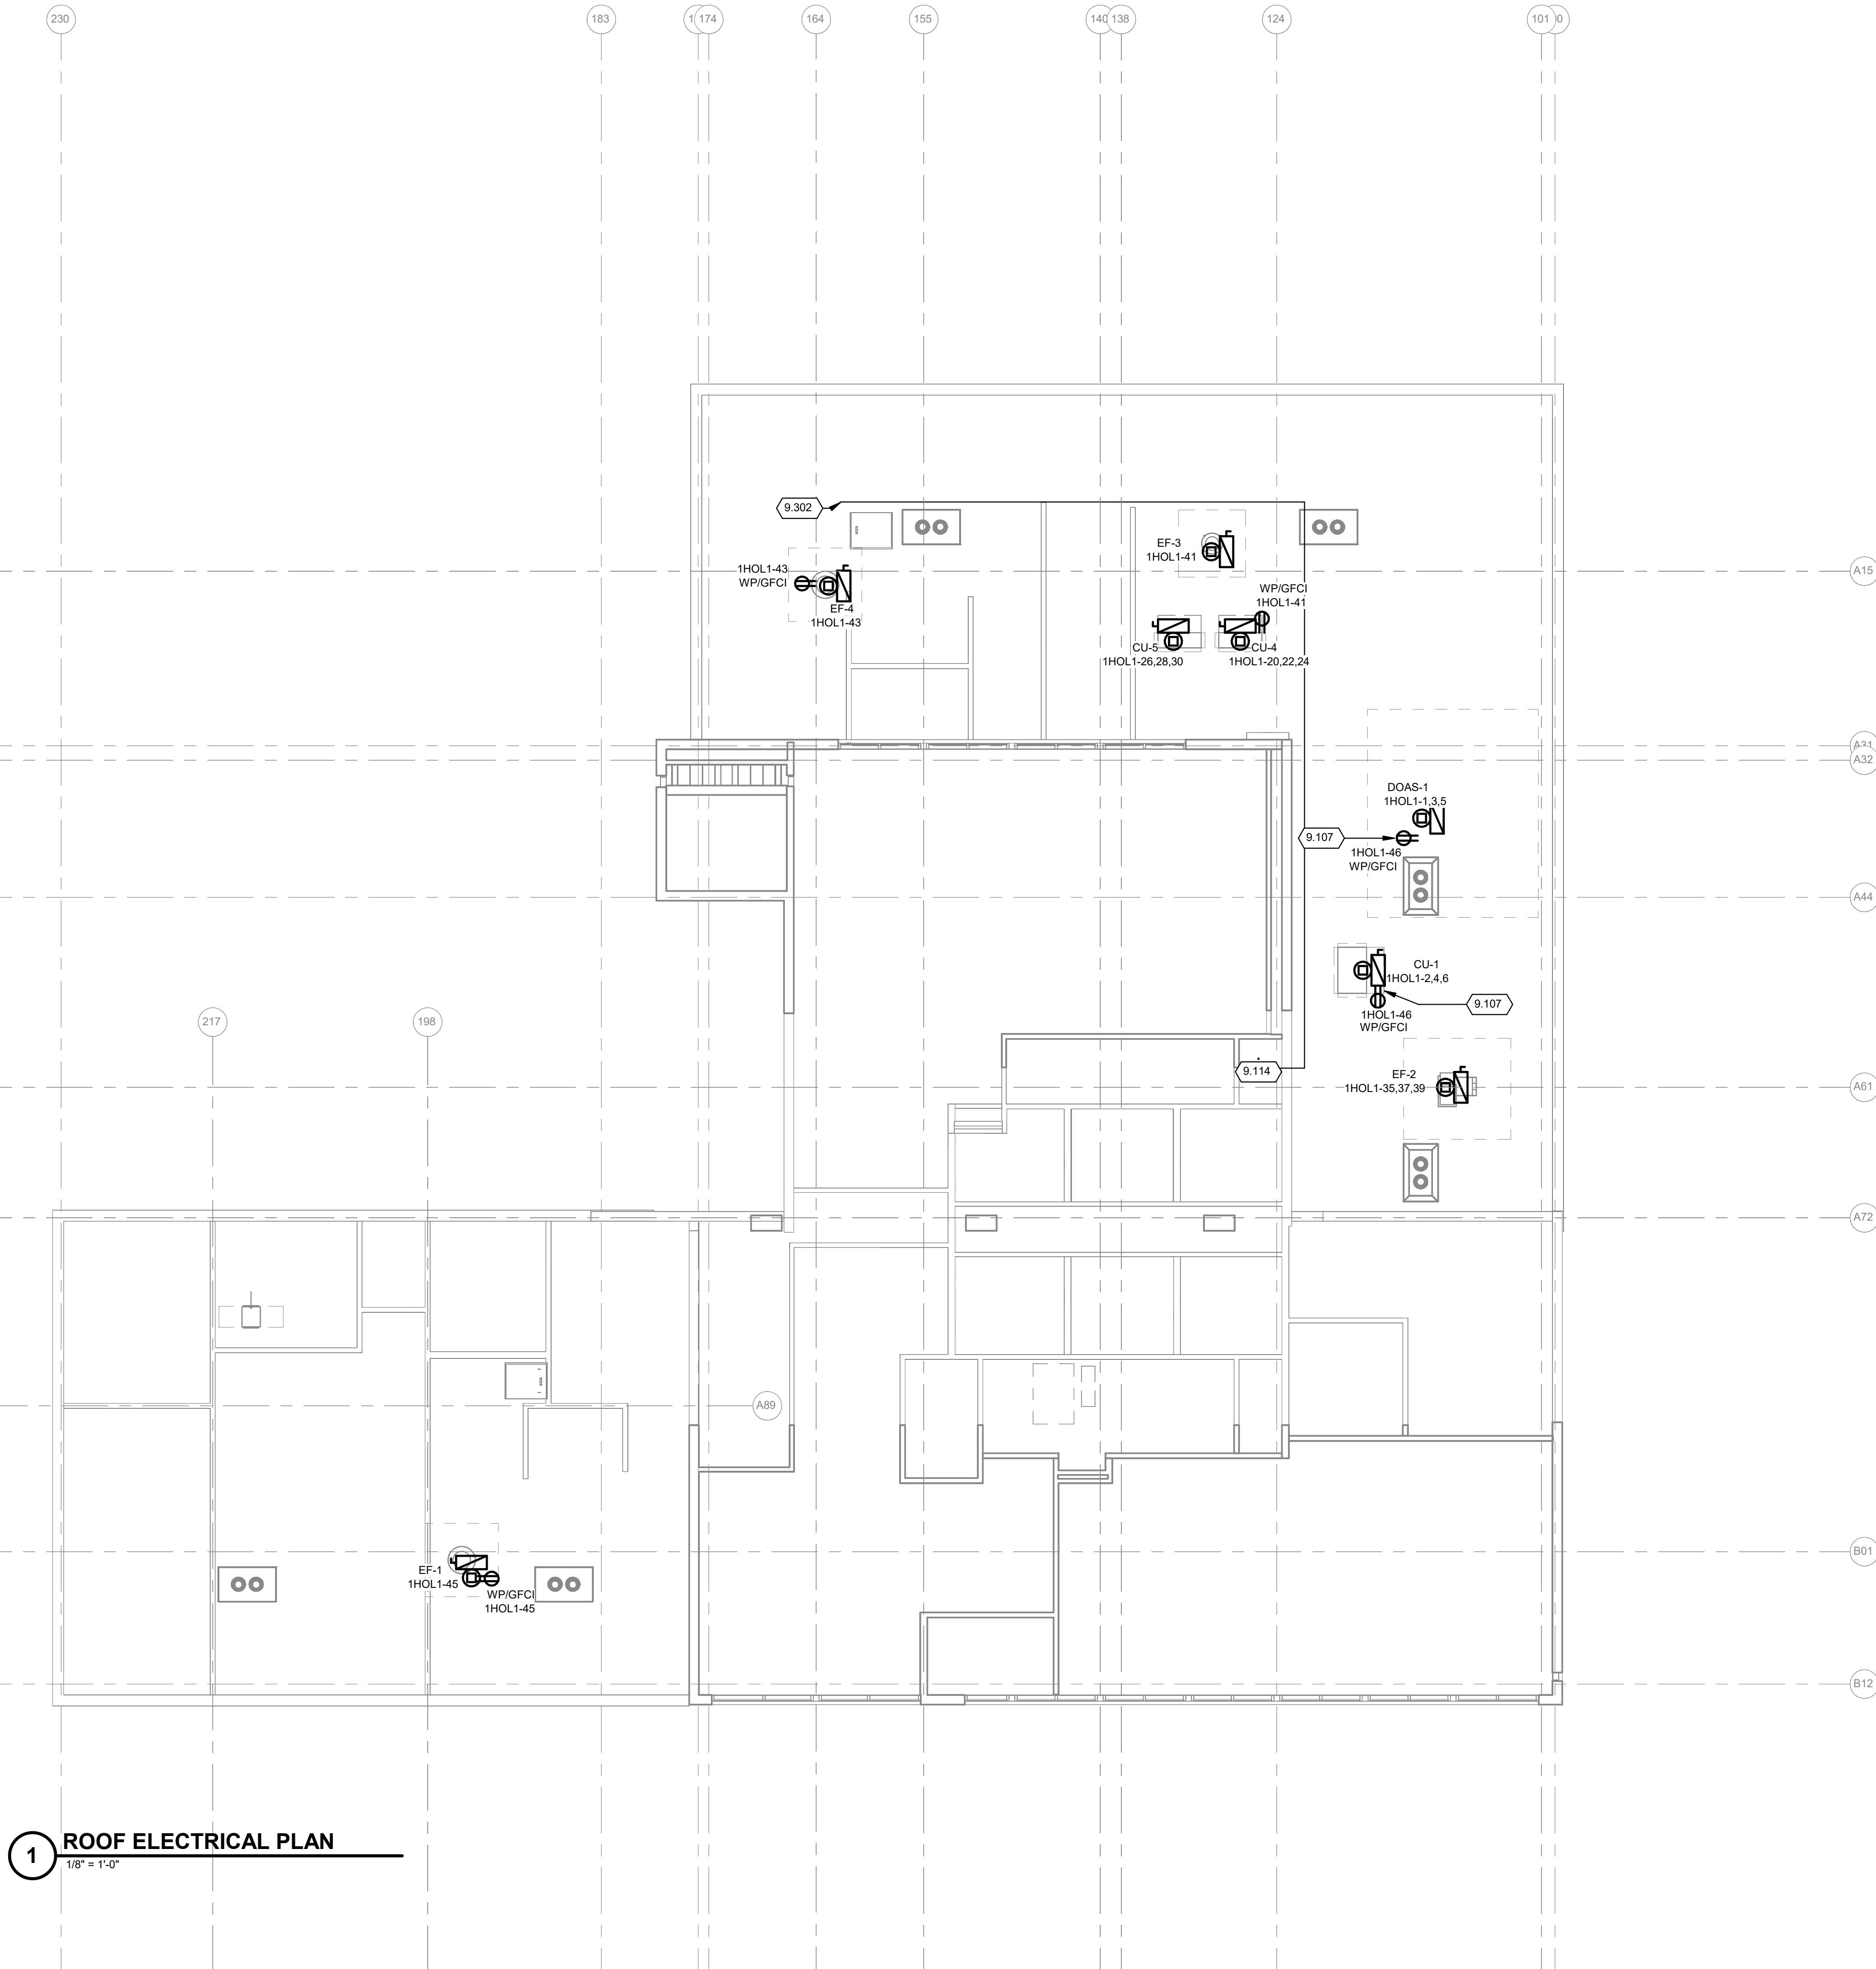 230
183
174
164
155
140
138
124
101
9.302
EF-3
1HOL1-41
1HOL1-43
WP/GFCI
A15
WP/GFCI
1HOL1-41
EF-4
1HOL1-43
CU-5
1HOL1-26,28,30
CU-4
1HOL1-20,22,24
A31
A32
DOAS-1
1HOL1-1,3,5
9.107
1HOL1-46
WP/GFCI
A44
CU-1
1HOL1-2,4,6
9.107
1HOL1-46
WP/GFCI
217
198
9.114
EF-2
1HOL1-35,37,39
A61
A72
A89
B01
EF-1
1HOL1-45
WP/GFCI
1HOL1-45
B12
1
ROOF ELECTRICAL PLAN
1/8" = 1'-0"